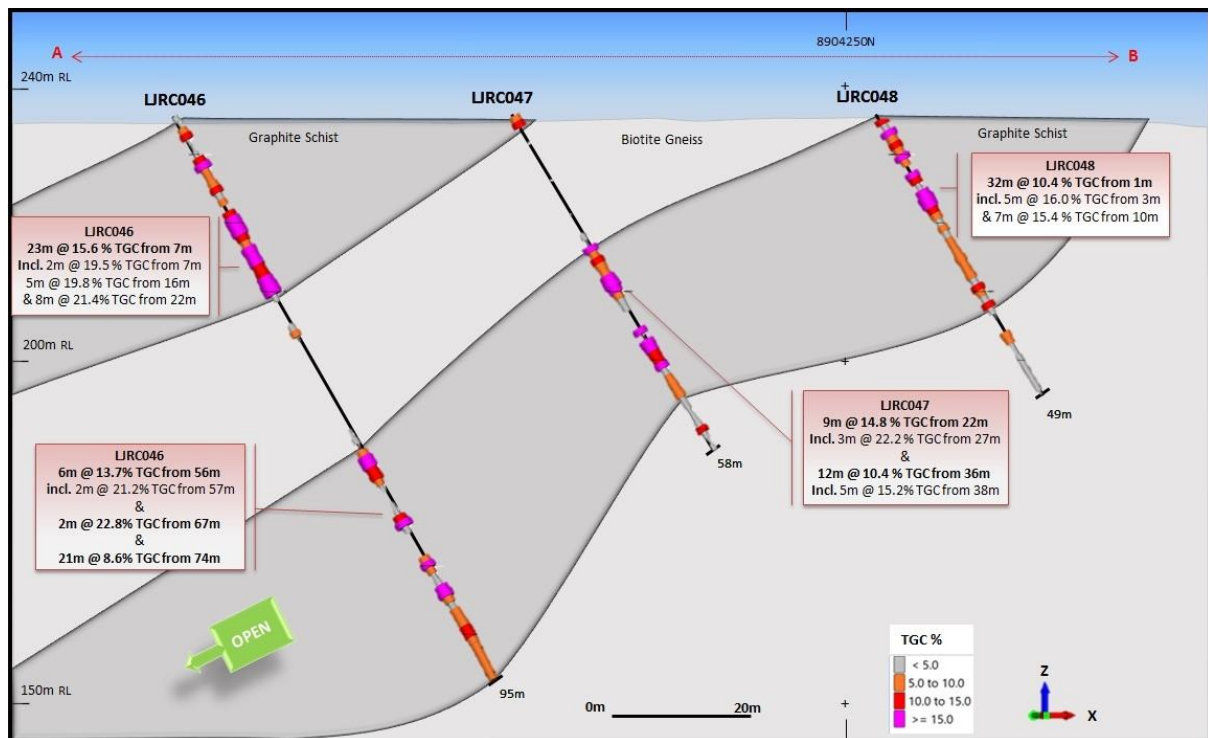 8904250N
A
B
240m RL
LJRC046
LJRC047
LJRC048
Graphite Schist
Biotite Gneiss
Graphite Schist
LJRC048
32m @ 10.4 % TGC from 1m
incl. 5m @ 16.0 % TGC from 3m
& 7m @ 15.4 % TGC from 10m
LJRC046
23m @ 15.6 % TGC from 7m
Incl. 2m @ 19.5 % TGC from 7m
5m @ 19.8 % TGC from 16m
& 8m @ 21.4% TGC from 22m
200m RL
49m
LJRC047
9m @ 14.8 % TGC from 22m
Incl. 3m @ 22.2% TGC from 27m
&
12m @ 10.4 % TGC from 36m
Incl. 5m @ 15.2% TGC from 38m
58m
LJRC046
6m @ 13.7% TGC from 56m
incl. 2m @ 21.2% TGC from 57m
&
2m @ 22.8% TGC from 67m
&
21m @ 8.6% TGC from 74m
OPEN
TGC %
< 5.0
5.0 to 10.0
10.0 to 15.0
>= 15.0
Z
X
95m
150m RL
0m
20m